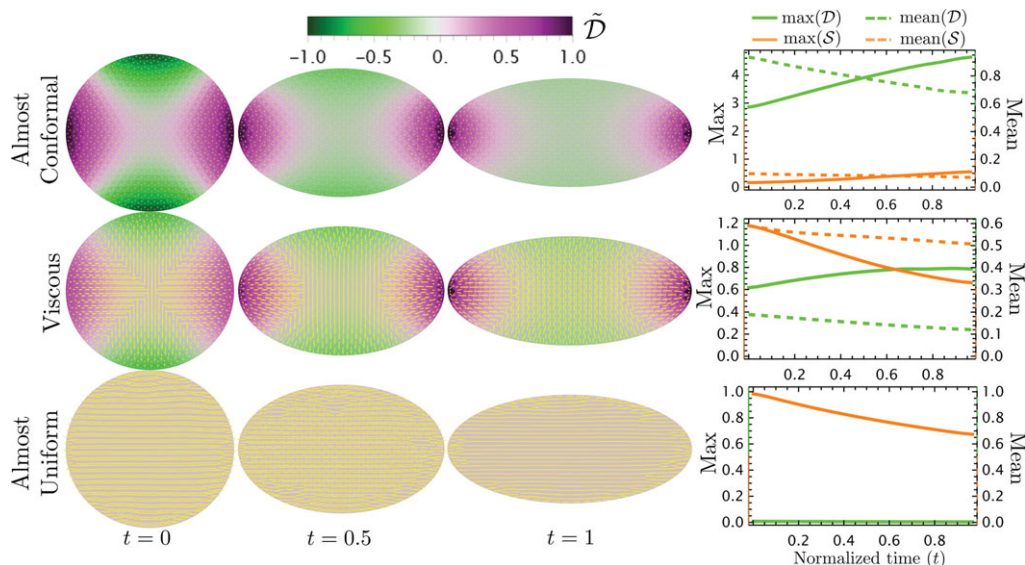 𝒟̃
−1.0 −0.5 0. 0.5 1.0
max(𝒟) mean(𝒟)
max(𝒮) mean(𝒮)
Almost
Conformal
4
3
2
1
0
0.2 0.4 0.6 0.8
0.8
0.6
0.4
0.2
0.0
Max
Mean
Viscous
1.2
1.0
0.8
0.6
0.4
0.2
0.0
0.2 0.4 0.6 0.8
0.6
0.5
0.4
0.3
0.2
0.1
0.0
Max
Mean
Almost
Uniform
1.0
0.8
0.6
0.4
0.2
0.0
0.2 0.4 0.6 0.8
1.0
0.8
0.6
0.4
0.2
0.0
Max
Mean
t = 0 t = 0.5 t = 1
Normalized time (t)